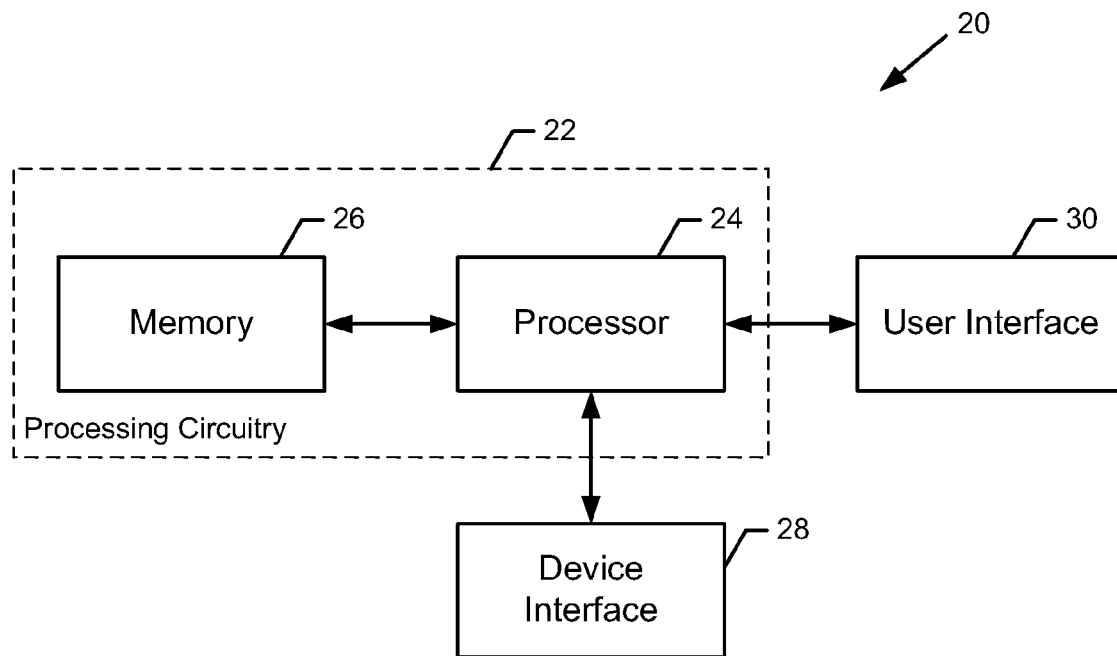 20
22
26
24
30
Memory
Processor
User Interface
Processing Circuitry
28
Device
Interface